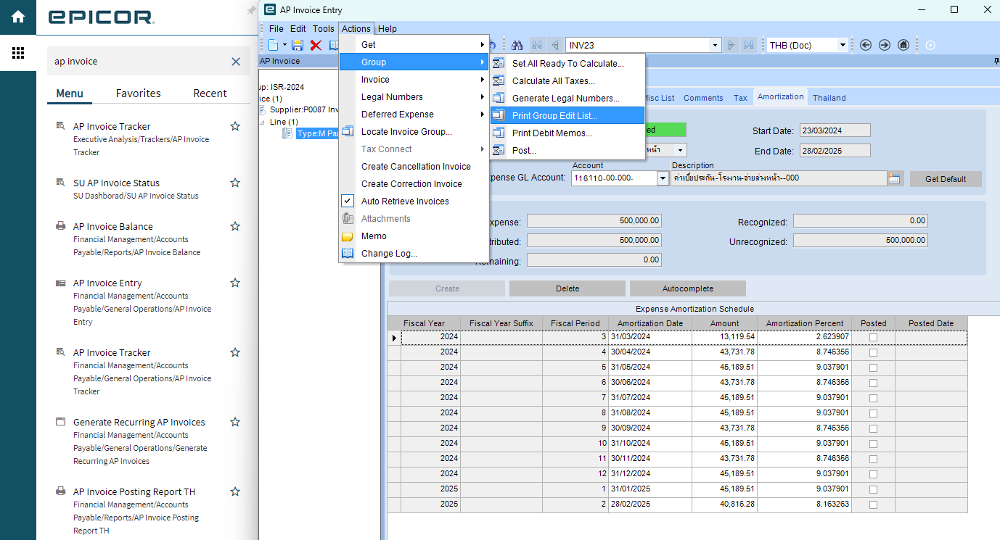 EPICOR
ap invoice
Menu Favorites Recent
AP Invoice Tracker
Executive Analysis/Trackers/AP Invoice
Tracker
SU AP Invoice Status
SU Dashborad/SU AP Invoice Status
AP Invoice Balance
Financial Management/Accounts
Payable/Reports/AP Invoice Balance
AP Invoice Entry
Financial Management/Accounts
Payable/General Operations/AP Invoice
Entry
AP Invoice Tracker
Financial Management/Accounts
Payable/General Operations/AP Invoice
Tracker
Generate Recurring AP Invoices
Financial Management/Accounts
Payable/General Operations/Generate
Recurring AP Invoices
AP Invoice Posting Report TH
Financial Management/Accounts
Payable/Reports/AP Invoice Posting
Report TH
AP Invoice Entry
File Edit Tools Actions Help
INV23 THB (Doc)
AP Invoice
up: ISR-2024
ice (1)
Supplier:P0087 Inv
Line (1)
Type:M Pa
Get
Group
Invoice
Legal Numbers
Deferred Expense
Locate Invoice Group...
Tax Connect
Create Cancellation Invoice
Create Correction Invoice
Auto Retrieve Invoices
Attachments
Memo
Change Log...
Set All Ready To Calculate...
Calculate All Taxes...
Generate Legal Numbers...
Print Group Edit List...
Print Debit Memos...
Post...
Misc List Comments Tax Amortization Thailand
ed
หน้า
Start Date: 23/03/2024
End Date: 28/02/2025
Account Description
xpense GL Account: 116110-00-000- ค่าเบี้ยประกัน-โรงงาน-จ่ายล่วงหน้า--000 Get Default
xpense: 500,000.00 Recognized: 0.00
tributed: 500,000.00 Unrecognized: 500,000.00
Remaining: 0.00
Create Delete Autocomplete
Expense Amortization Schedule
Fiscal Year Fiscal Year Suffix Fiscal Period Amortization Date Amount Amortization Percent Posted Posted Date
2024 3 31/03/2024 13,119.54 2.623907
2024 4 30/04/2024 43,731.78 8.746356
2024 5 31/05/2024 45,189.51 9.037901
2024 6 30/06/2024 43,731.78 8.746356
2024 7 31/07/2024 45,189.51 9.037901
2024 8 31/08/2024 45,189.51 9.037901
2024 9 30/09/2024 43,731.78 8.746356
2024 10 31/10/2024 45,189.51 9.037901
2024 11 30/11/2024 43,731.78 8.746356
2024 12 31/12/2024 45,189.51 9.037901
2025 1 31/01/2025 45,189.51 9.037901
2025 2 28/02/2025 40,816.28 8.163263